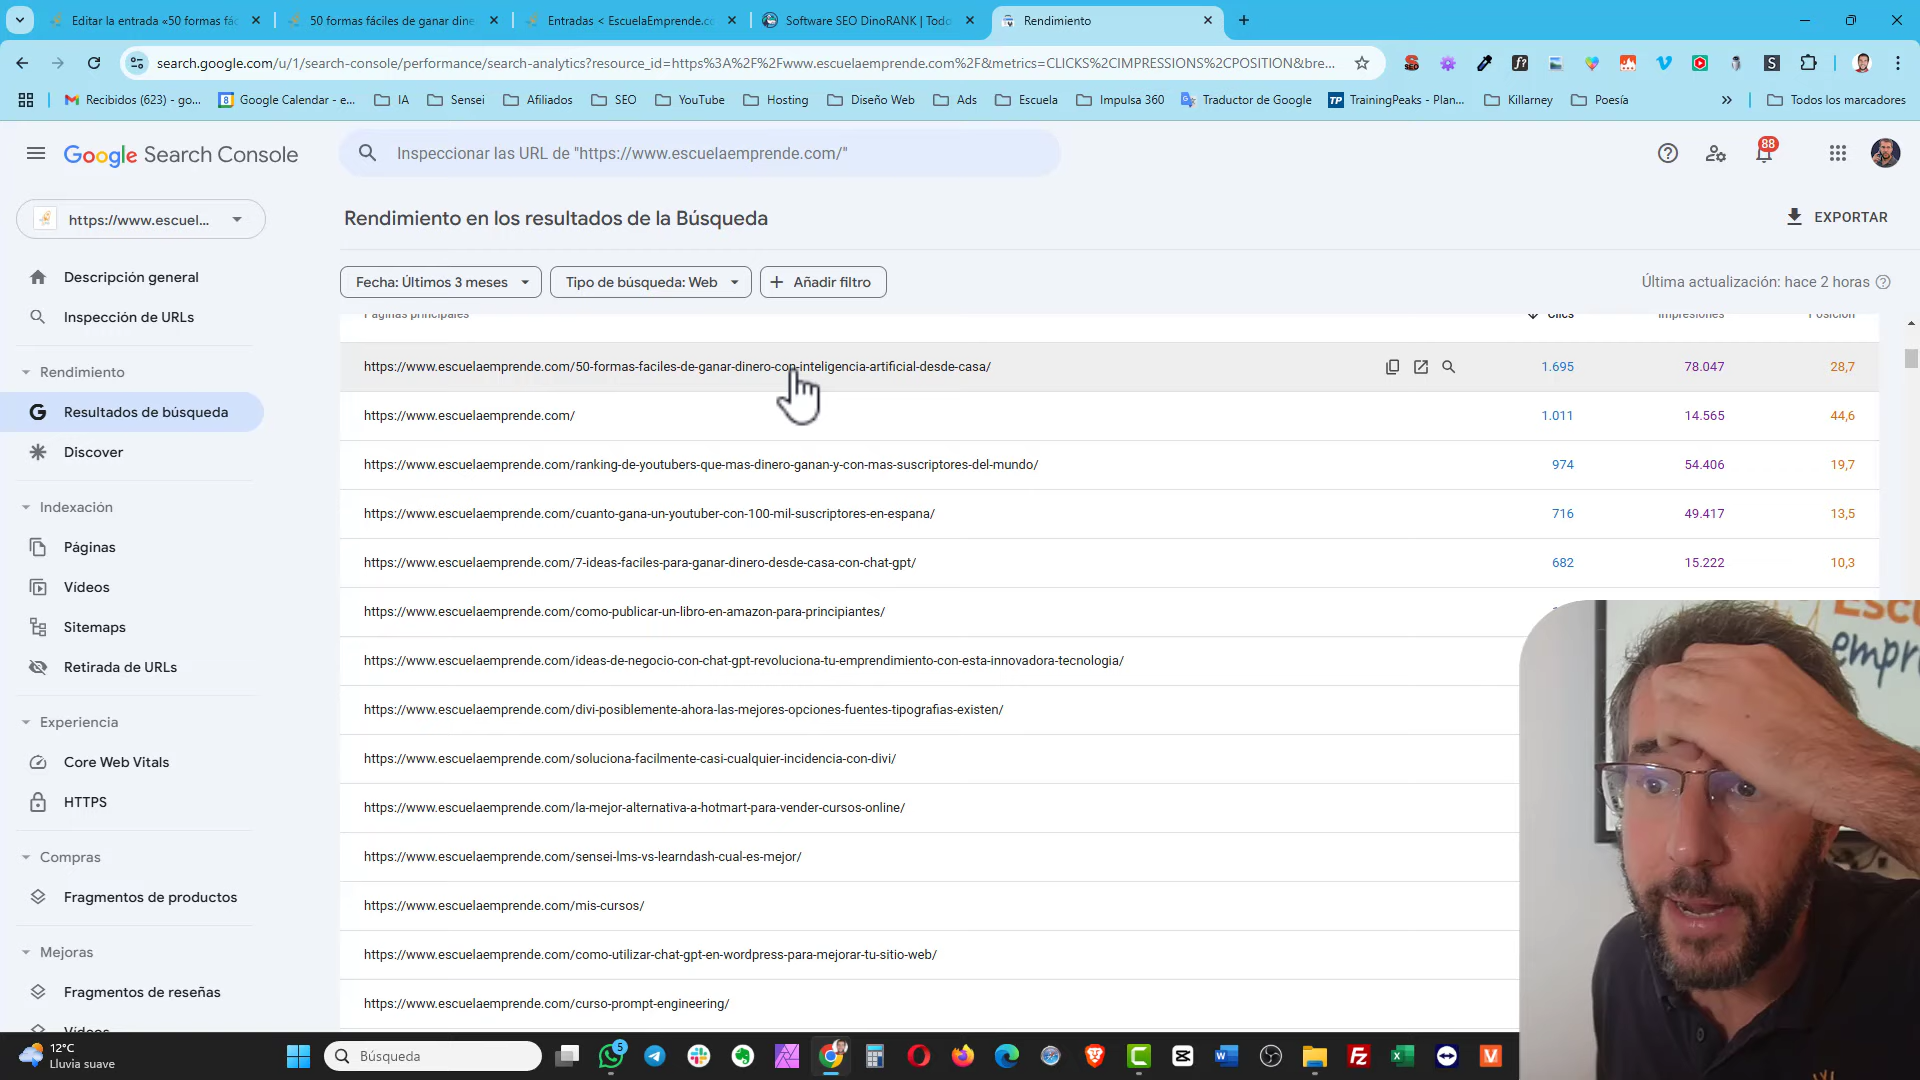 Editar la entrada «50 formas fác
50 formas fáciles de ganar dine
Entradas < EscuelaEmprende.co
Software SEO DinoRANK | Todo
Rendimiento
search.google.com/u/1/search-console/performance/search-analytics?resource_id=https%3A%2F%2Fwww.escuelaemprende.com%2F&metrics=CLICKS%2CIMPRESSIONS%2CPOSITION&bre...
Recibidos (623) - go...
Google Calendar - e...
IA
Sensei
Afiliados
SEO
YouTube
Hosting
Diseño Web
Ads
Escuela
Impulsa 360
Traductor de Google
TrainingPeaks - Plan...
Killarney
Poesía
Todos los marcadores
Google Search Console
Inspeccionar las URL de "https://www.escuelaemprende.com/"
88
https://www.escuel...
Rendimiento en los resultados de la Búsqueda
EXPORTAR
Fecha: Últimos 3 meses
Tipo de búsqueda: Web
Añadir filtro
Última actualización: hace 2 horas
Descripción general
Inspección de URLs
Rendimiento
Resultados de búsqueda
Discover
Indexación
Páginas
Vídeos
Sitemaps
Retirada de URLs
Experiencia
Core Web Vitals
HTTPS
Compras
Fragmentos de productos
Mejoras
Fragmentos de reseñas
Vídeos
Páginas principales Clics Impresiones Posición
https://www.escuelaemprende.com/50-formas-faciles-de-ganar-dinero-con-inteligencia-artificial-desde-casa/ 1.695 78.047 28,7
https://www.escuelaemprende.com/ 1.011 14.565 44,6
https://www.escuelaemprende.com/ranking-de-youtubers-que-mas-dinero-ganan-y-con-mas-suscriptores-del-mundo/ 974 54.406 19,7
https://www.escuelaemprende.com/cuanto-gana-un-youtuber-con-100-mil-suscriptores-en-espana/ 716 49.417 13,5
https://www.escuelaemprende.com/7-ideas-faciles-para-ganar-dinero-desde-casa-con-chat-gpt/ 682 15.222 10,3
https://www.escuelaemprende.com/como-publicar-un-libro-en-amazon-para-principiantes/
https://www.escuelaemprende.com/ideas-de-negocio-con-chat-gpt-revoluciona-tu-emprendimiento-con-esta-innovadora-tecnologia/
https://www.escuelaemprende.com/divi-posiblemente-ahora-las-mejores-opciones-fuentes-tipografias-existen/
https://www.escuelaemprende.com/soluciona-facilmente-casi-cualquier-incidencia-con-divi/
https://www.escuelaemprende.com/la-mejor-alternativa-a-hotmart-para-vender-cursos-online/
https://www.escuelaemprende.com/sensei-lms-vs-learndash-cual-es-mejor/
https://www.escuelaemprende.com/mis-cursos/
https://www.escuelaemprende.com/como-utilizar-chat-gpt-en-wordpress-para-mejorar-tu-sitio-web/
https://www.escuelaemprende.com/curso-prompt-engineering/
Escu
empr
12°C
Lluvia suave
Búsqueda
5